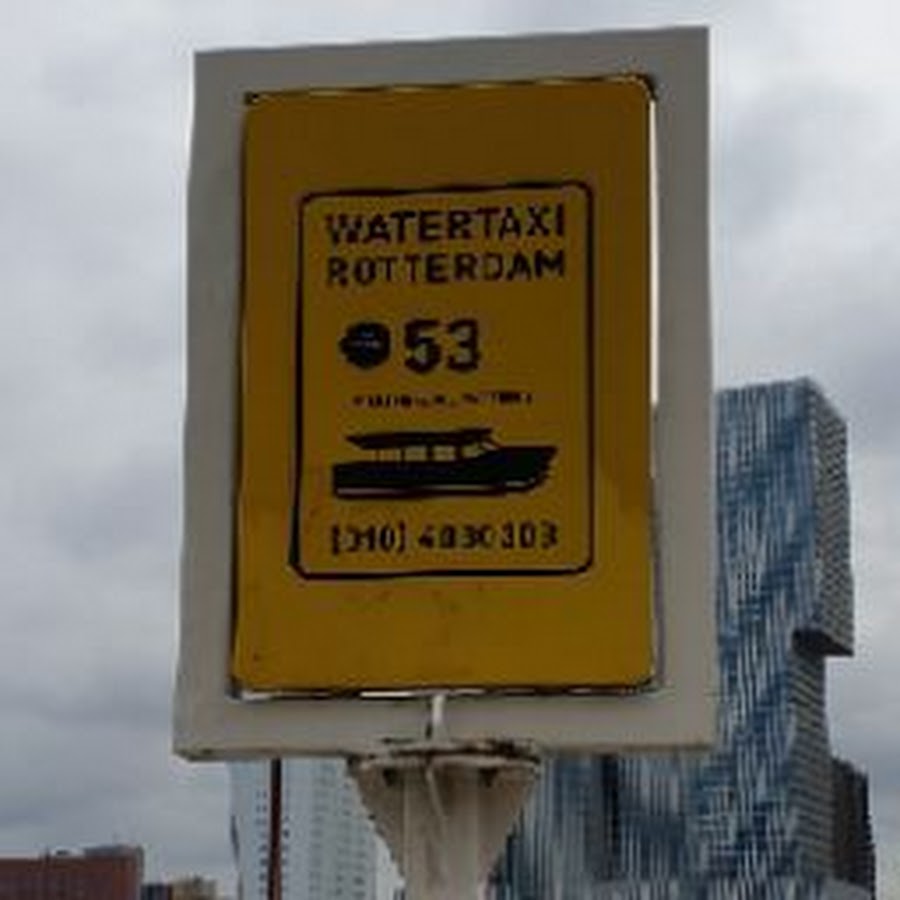 WATERTAXI
ROTTERDAM
53
(010) 4030303